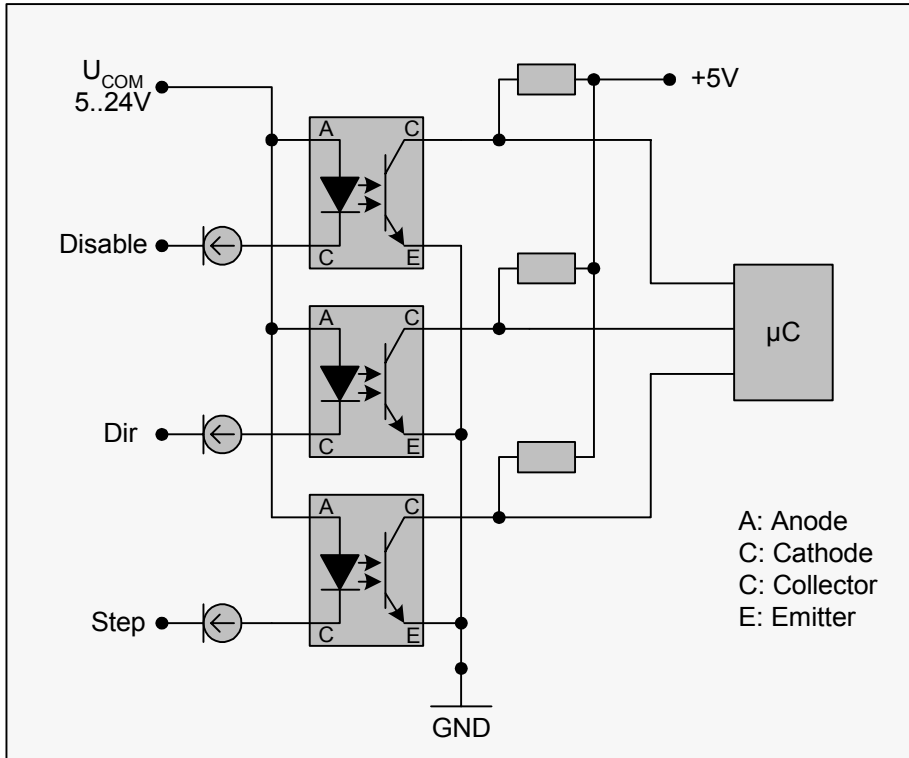 U_COM
5..24V
+5V
A
C
Disable
C
E
A
C
µC
Dir
C
E
A
C
A: Anode
C: Cathode
C: Collector
E: Emitter
Step
C
E
GND